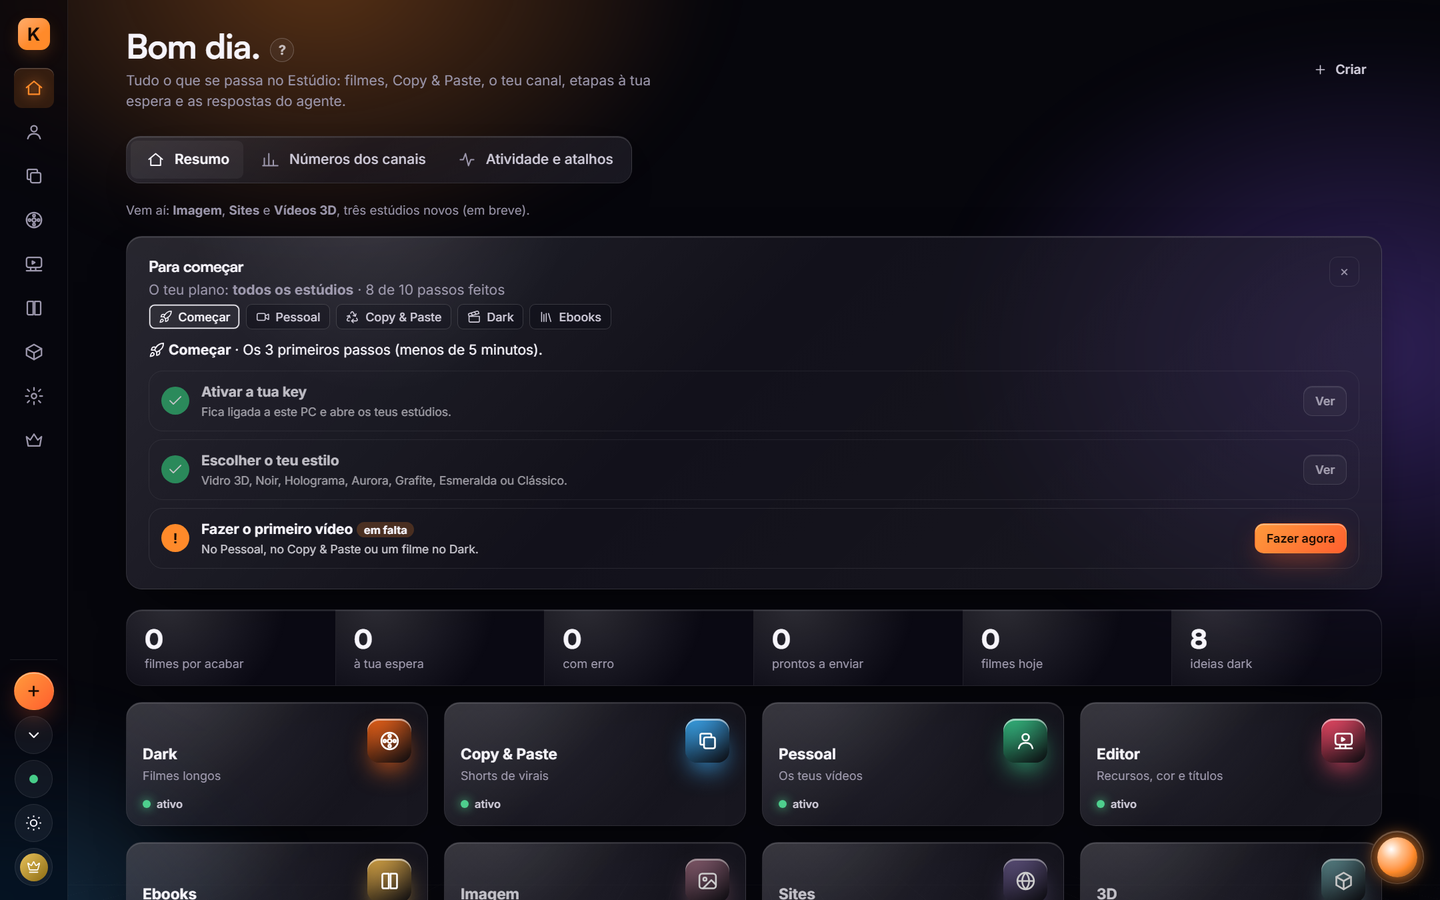 K
Bom dia. ?
Tudo o que se passa no Estúdio: filmes, Copy & Paste, o teu canal, etapas à tua
espera e as respostas do agente.
+ Criar
Resumo
Números dos canais
Atividade e atalhos
Vem aí: Imagem, Sites e Vídeos 3D, três estúdios novos (em breve).
Para começar
O teu plano: todos os estúdios · 8 de 10 passos feitos
Começar
Pessoal
Copy & Paste
Dark
Ebooks
Começar · Os 3 primeiros passos (menos de 5 minutos).
Ativar a tua key
Fica ligada a este PC e abre os teus estúdios.
Ver
Escolher o teu estilo
Vidro 3D, Noir, Holograma, Aurora, Grafite, Esmeralda ou Clássico.
Ver
! Fazer o primeiro vídeo em falta
No Pessoal, no Copy & Paste ou um filme no Dark.
Fazer agora
0
filmes por acabar
0
à tua espera
0
com erro
0
prontos a enviar
0
filmes hoje
8
ideias dark
Dark
Filmes longos
ativo
Copy & Paste
Shorts de virais
ativo
Pessoal
Os teus vídeos
ativo
Editor
Recursos, cor e títulos
ativo
Ebooks
Imagem
Sites
3D